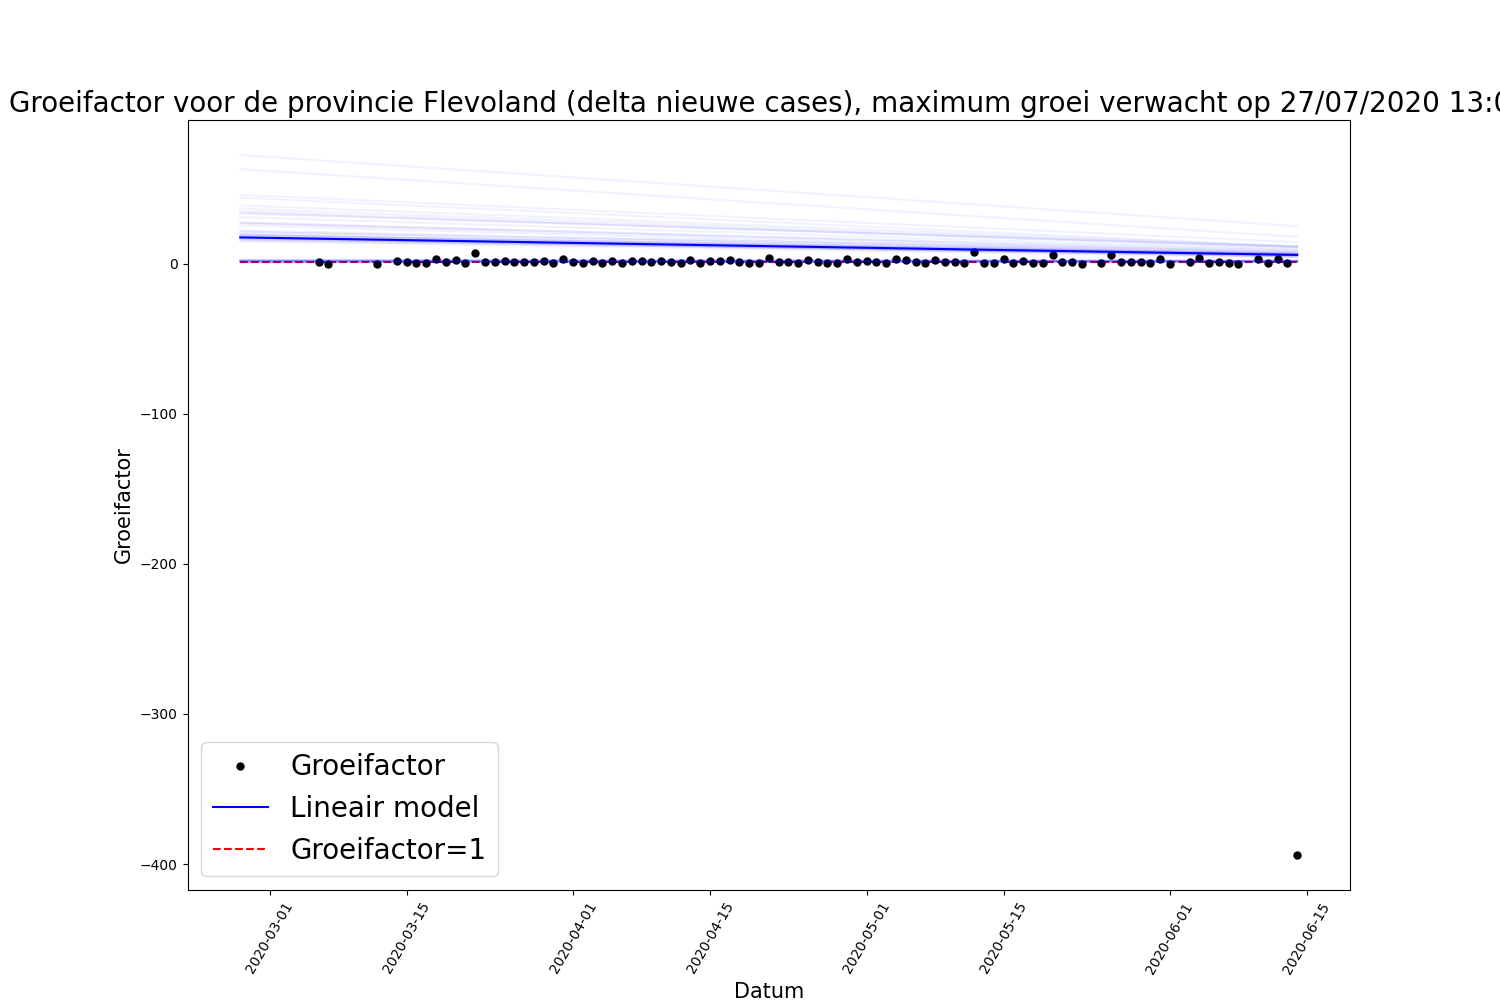 Groeifactor voor de provincie Flevoland (delta nieuwe cases), maximum groei verwacht op 27/07/2020 13:0
0
−100
−200
−300
−400
Groeifactor
Groeifactor
Lineair model
Groeifactor=1
2020-03-01
2020-03-15
2020-04-01
2020-04-15
2020-05-01
2020-05-15
2020-06-01
2020-06-15
Datum